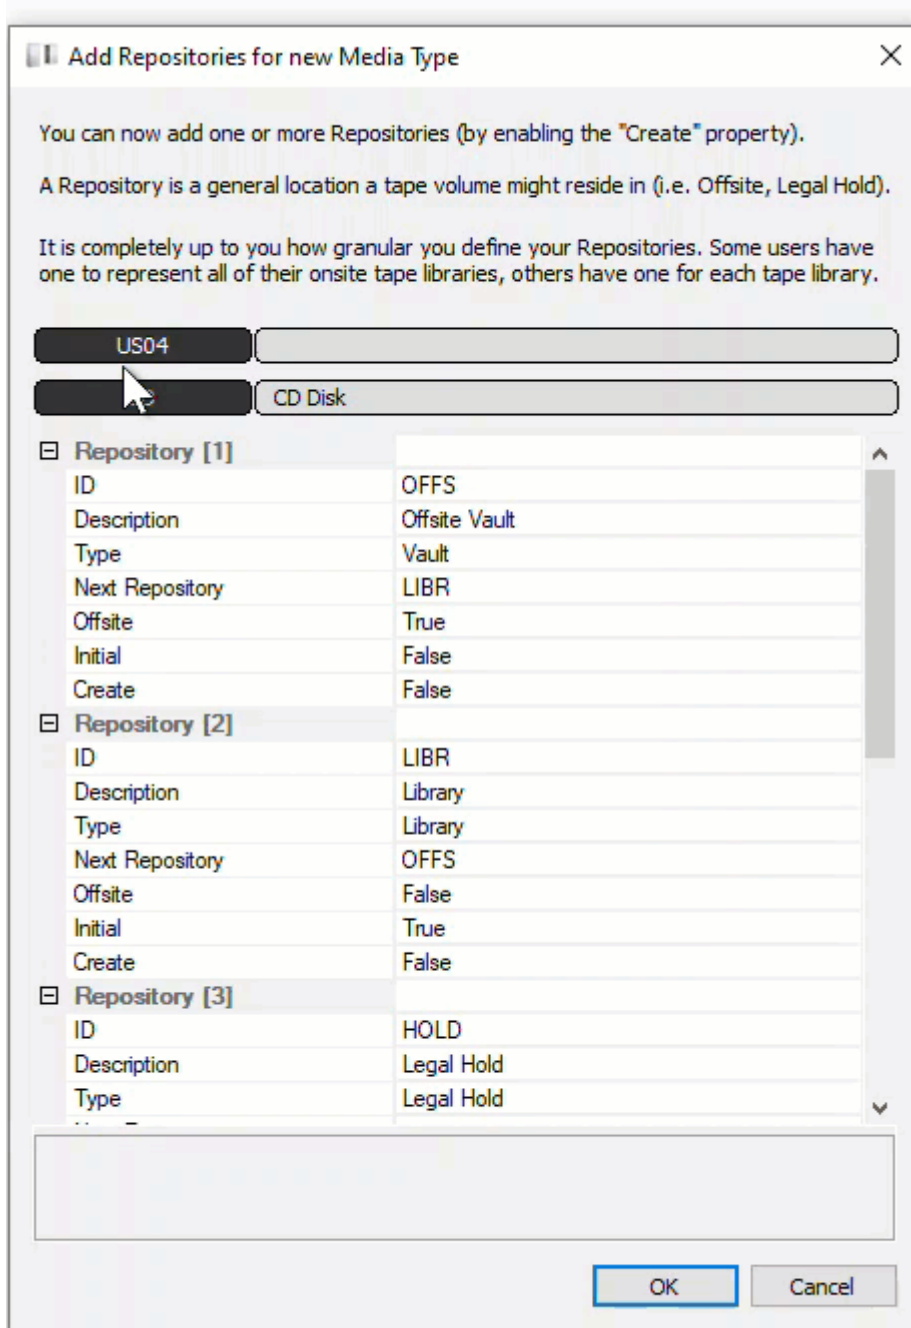 Add Repositories for new Media Type
You can now add one or more Repositories (by enabling the "Create" property).
A Repository is a general location a tape volume might reside in (i.e. Offsite, Legal Hold).
It is completely up to you how granular you define your Repositories. Some users have
one to represent all of their onsite tape libraries, others have one for each tape library.
US04
CD Disk
Repository [1]
ID OFFS
Description Offsite Vault
Type Vault
Next Repository LIBR
Offsite True
Initial False
Create False
Repository [2]
ID LIBR
Description Library
Type Library
Next Repository OFFS
Offsite False
Initial True
Create False
Repository [3]
ID HOLD
Description Legal Hold
Type Legal Hold
OK Cancel